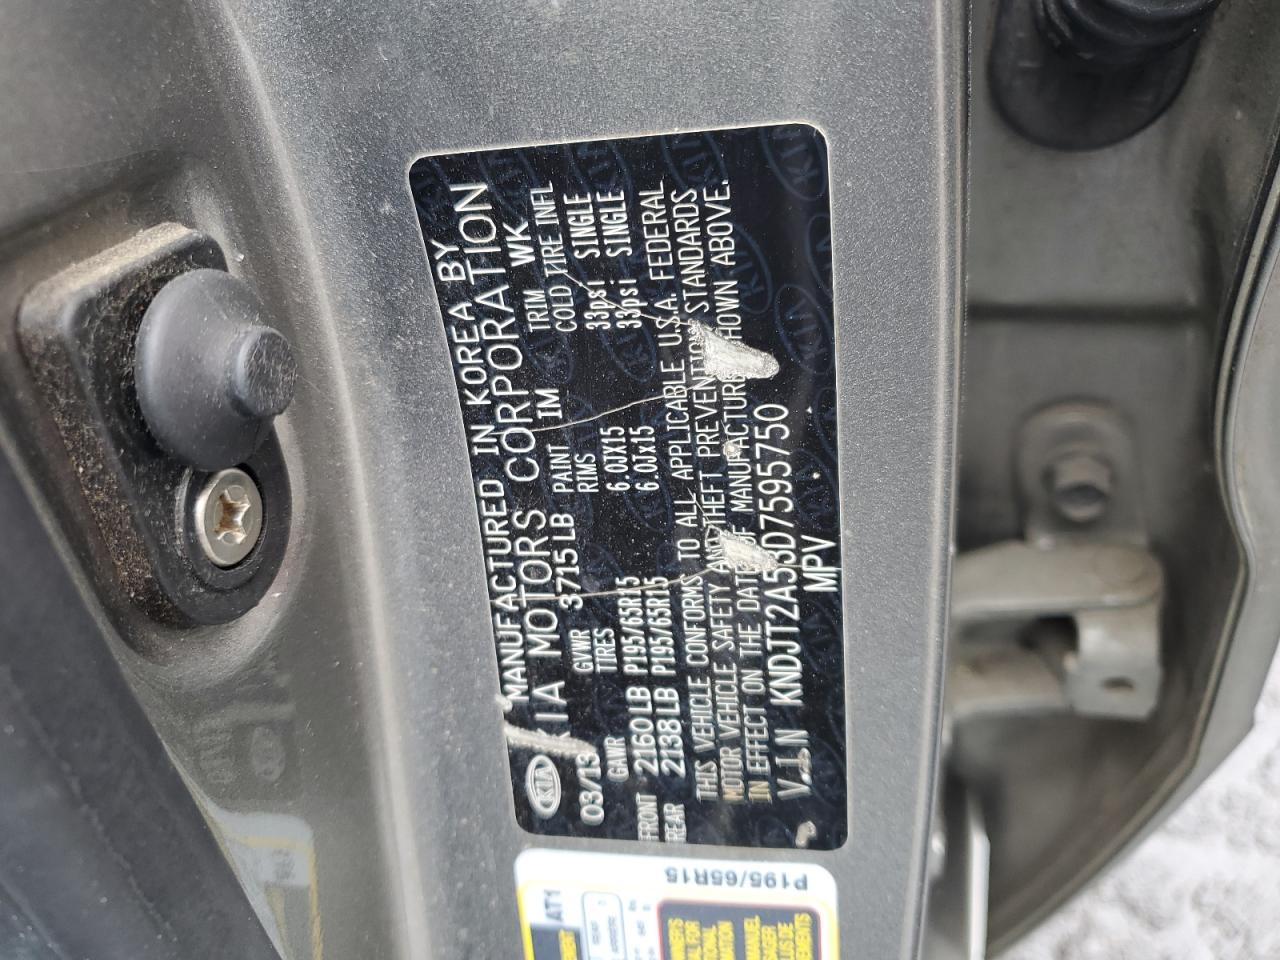 KIA
MANUFACTURED IN KOREA BY
KIA MOTORS CORPORATION
03/13 GVWR 3715 LB PAINT IM TRIM WK
GAWR TIRES RIMS COLD TIRE INFL
FRONT 2160 LB P195/65R15 6.0JX15 33psi SINGLE
REAR 2138 LB P195/65R15 6.0Jx15 33psi SINGLE
THIS VEHICLE CONFORMS TO ALL APPLICABLE U.S.A. FEDERAL
MOTOR VEHICLE SAFETY AND THEFT PREVENTION STANDARDS
IN EFFECT ON THE DATE OF MANUFACTURE SHOWN ABOVE.
V.I.N KNDJT2A53D7595750
MPV
P195/65R15